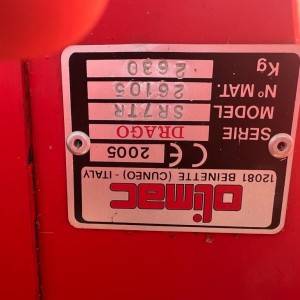 olimac
12081 BEINETTE (CUNEO) - ITALY
CE 2005
SERIE DRAGO
MODEL SR7TR
N° MAT. 26105
Kg 2630